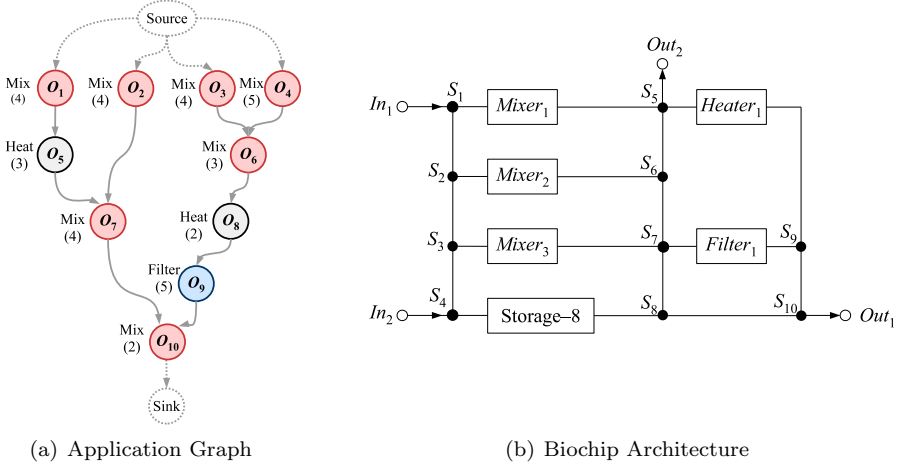 Source
Mix
(4)
O1
Mix
(4)
O2
Mix
(4)
O3
Mix
(5)
O4
Heat
(3)
O5
Mix
(3)
O6
Mix
(4)
O7
Heat
(2)
O8
Filter
(5)
O9
Mix
(2)
O10
Sink
(a) Application Graph
Out2
In1
S1
Mixer1
S5
Heater1
S2
Mixer2
S6
S3
Mixer3
S7
Filter1
S9
In2
S4
Storage–8
S8
S10
Out1
(b) Biochip Architecture